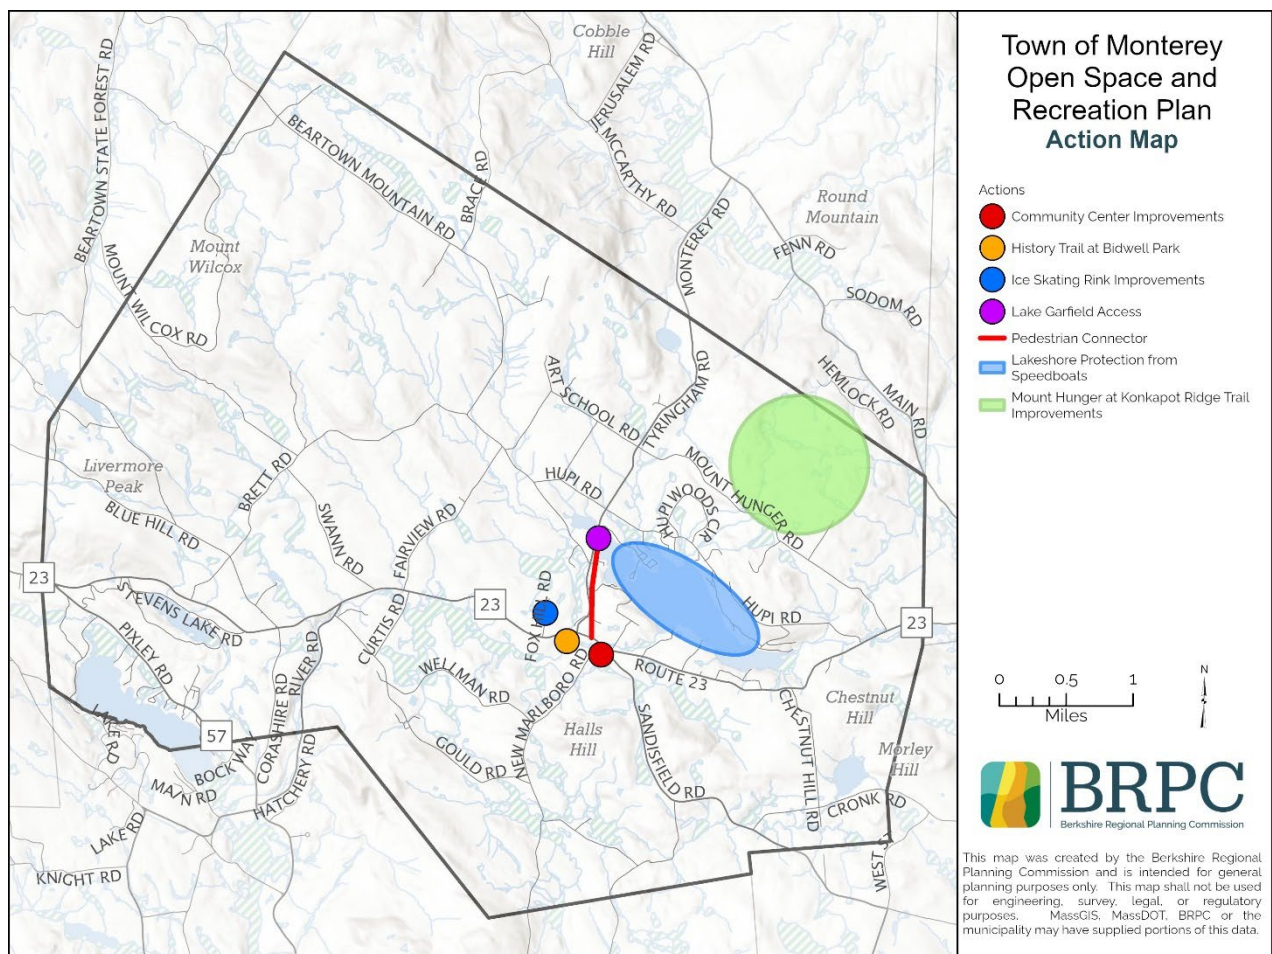 Town of Monterey
Open Space and
Recreation Plan
Action Map
Actions
Community Center Improvements
History Trail at Bidwell Park
Ice Skating Rink Improvements
Lake Garfield Access
Pedestrian Connector
Lakeshore Protection from
Speedboats
Mount Hunger at Konkapot Ridge Trail
Improvements
0 0.5 1
Miles
N
BRPC
Berkshire Regional Planning Commission
This map was created by the Berkshire Regional
Planning Commission and is intended for general
planning purposes only. This map shall not be used
for engineering, survey, legal, or regulatory
purposes. MassGIS, MassDOT, BRPC or the
municipality may have supplied portions of this data.
Cobble
Hill
JERUSALEM RD
BEARTOWN STATE FOREST RD
BEARTOWN MOUNTAIN RD
BRACE RD
MCCARTHY RD
MONTEREY RD
Round
Mountain
FENN RD
SODOM RD
Mount
Wilcox
MOUNT WILCOX RD
HEMLOCK RD
MAIN RD
ART SCHOOL RD
TYRINGHAM RD
Livermore
Peak
BRETT RD
BLUE HILL RD
SWANN RD
FAIRVIEW RD
HUPI RD
HUPI WOODS CIR
MOUNT HUNGER RD
23
STEVENS LAKE RD
PIXLEY RD
CURTIS RD
23
FOX HILL RD
HUPI RD
23
RIVER RD
CORASHIRE RD
WELLMAN RD
NEW MARLBORO RD
ROUTE 23
LAKE RD
57
BOCK WAY
MAIN RD
HATCHERY RD
GOULD RD
Halls
Hill
SANDISFIELD RD
CHESTNUT HILL RD
Chestnut
Hill
Morley
Hill
CRONK RD
LAKE RD
KNIGHT RD